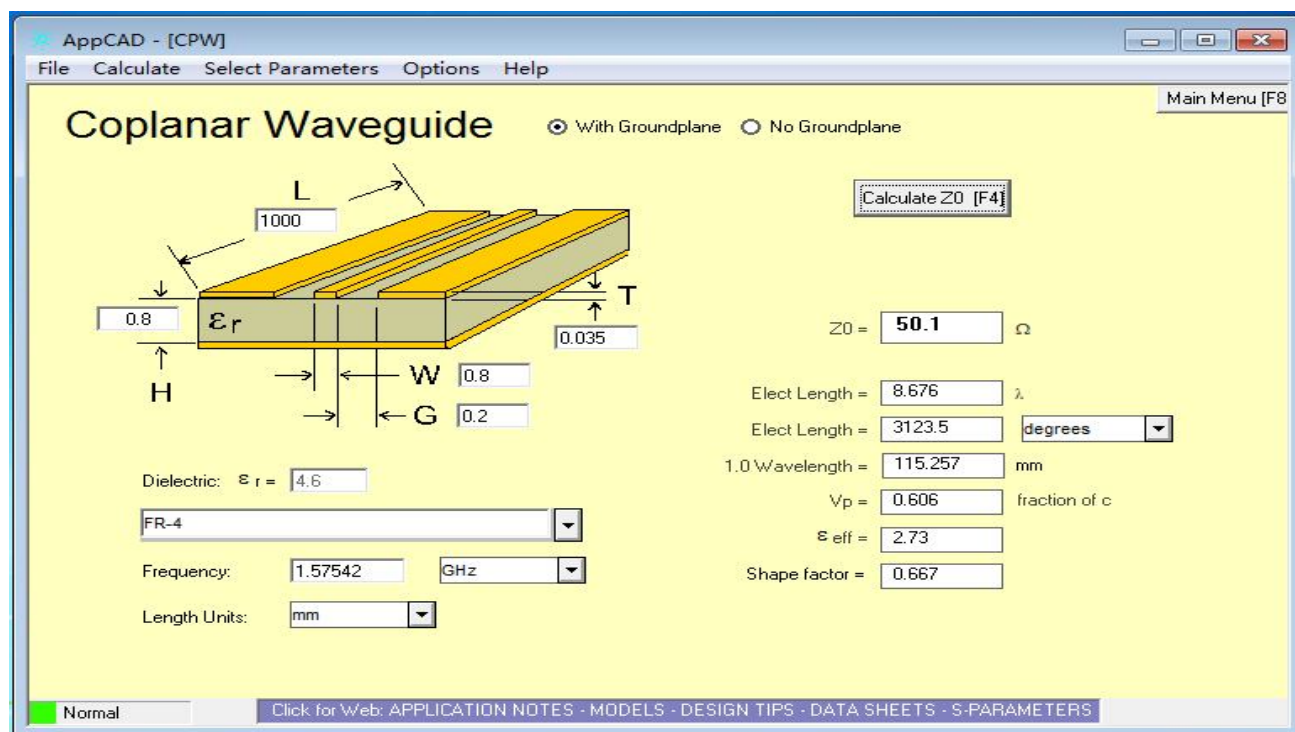 AppCAD - [CPW]
File Calculate Select Parameters Options Help
Main Menu [F8
Coplanar Waveguide
With Groundplane
No Groundplane
L
1000
Calculate Z0 [F4]
T
0.035
0.8
εr
H
W 0.8
G 0.2
Z0 = 50.1 Ω
Elect Length = 8.676 λ
Elect Length = 3123.5 degrees
1.0 Wavelength = 115.257 mm
Vp = 0.606 fraction of c
ε eff = 2.73
Shape factor = 0.667
Dielectric: ε r = 4.6
FR-4
Frequency: 1.57542 GHz
Length Units: mm
Normal
Click for Web: APPLICATION NOTES - MODELS - DESIGN TIPS - DATA SHEETS - S-PARAMETERS